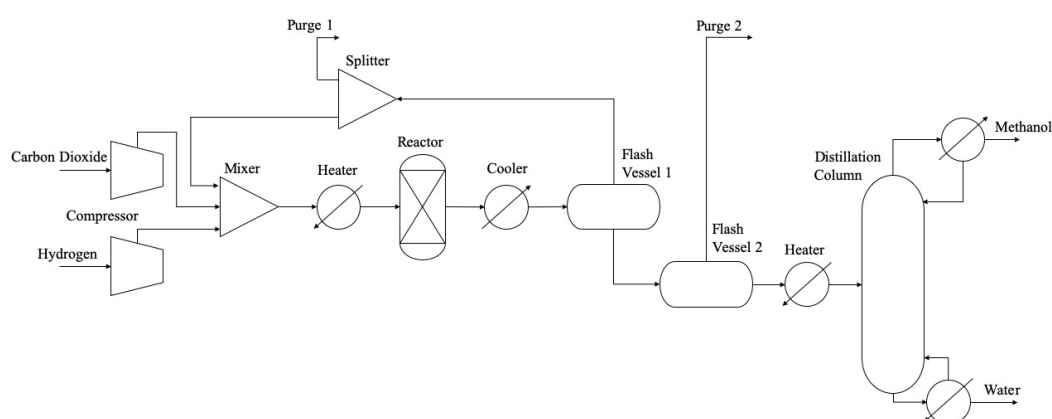 Purge 1
Purge 2
Splitter
Carbon Dioxide
Mixer
Heater
Reactor
Cooler
Flash
Vessel 1
Distillation
Column
Methanol
Compressor
Hydrogen
Flash
Vessel 2
Heater
Water